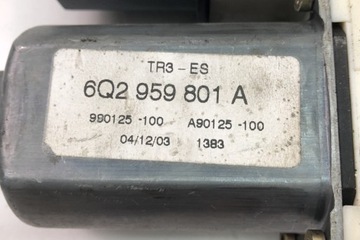 TR3-ES
6Q2 959 801 A
990125-100 A90125-100
04/12/03 1383